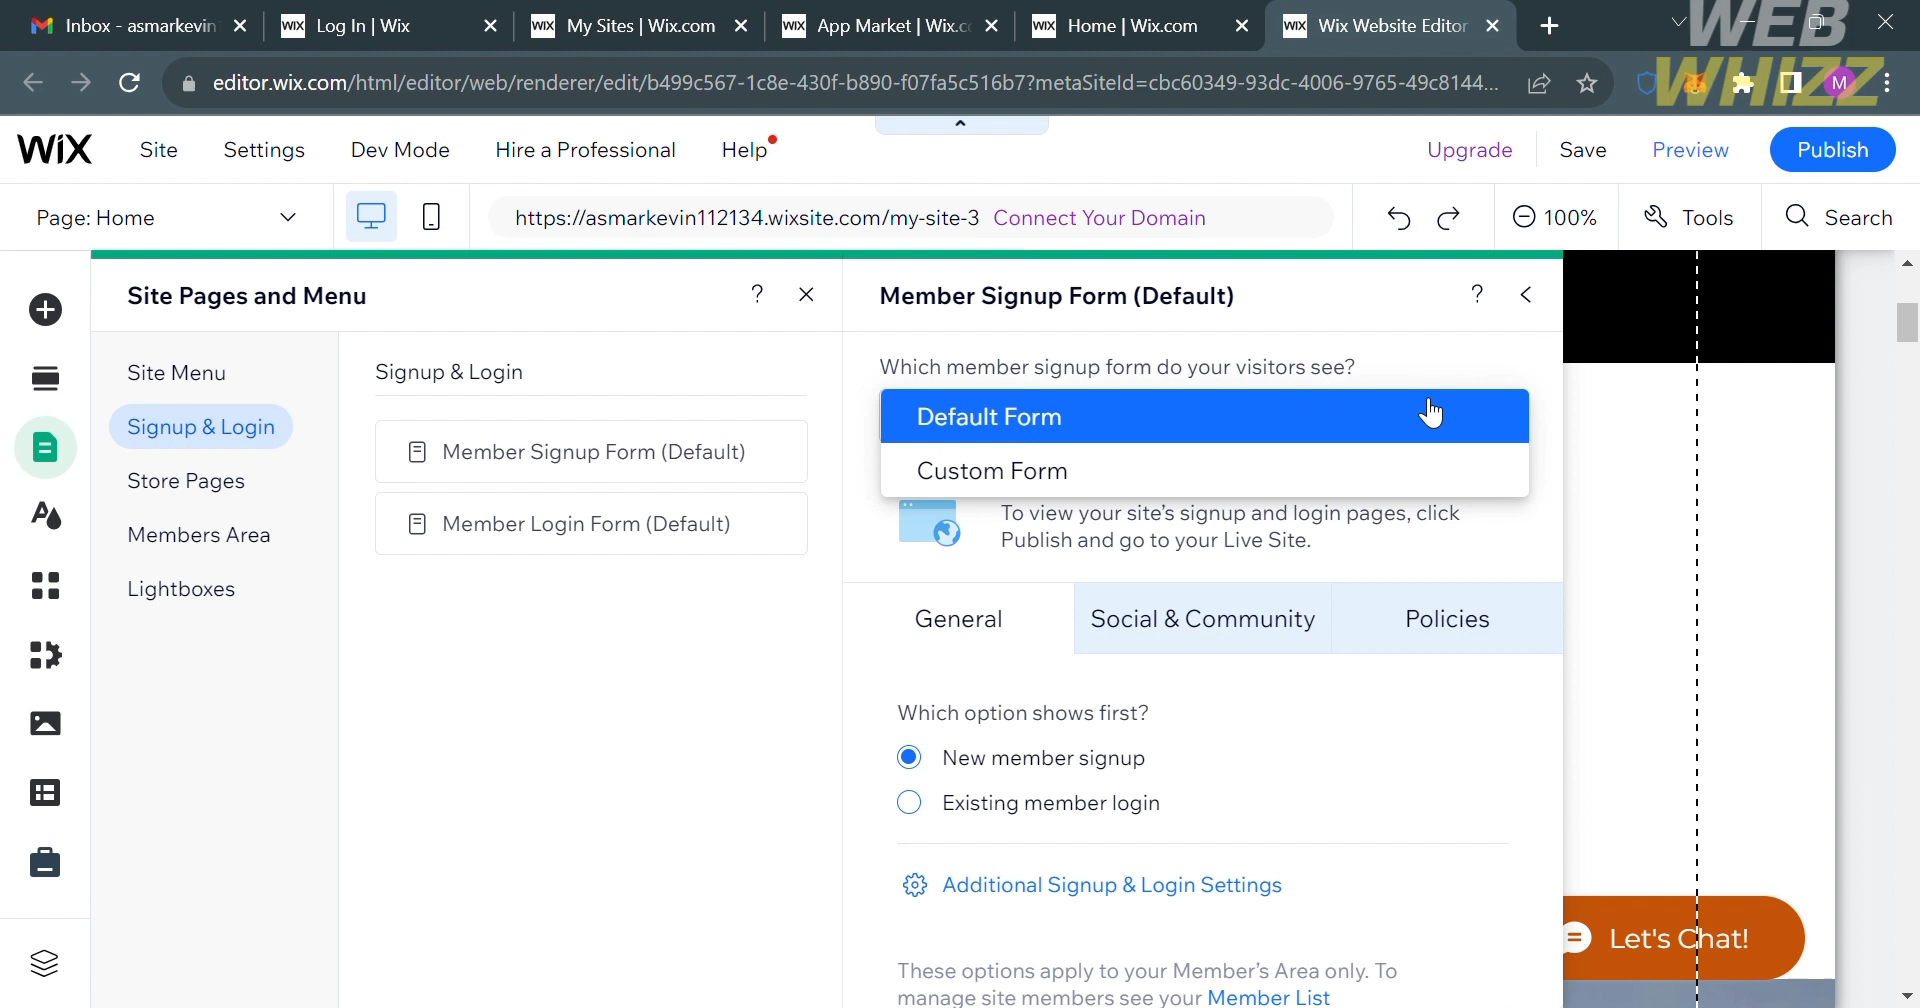 Inbox - asmarkevin
Log In | Wix
My Sites | Wix.com
App Market | Wix.c
Home | Wix.com
Wix Website Editor
WEB
WHIZZ
editor.wix.com/html/editor/web/renderer/edit/b499c567-1c8e-430f-b890-f07fa5c516b7?metaSiteId=cbc60349-93dc-4006-9765-49c8144...
M
WiX
Site
Settings
Dev Mode
Hire a Professional
Help
Upgrade
Save
Preview
Publish
Page: Home
https://asmarkevin112134.wixsite.com/my-site-3 Connect Your Domain
100%
Tools
Search
Site Pages and Menu
?
Site Menu
Signup & Login
Store Pages
Members Area
Lightboxes
Signup & Login
Member Signup Form (Default)
Member Login Form (Default)
Member Signup Form (Default)
?
Which member signup form do your visitors see?
Default Form
Custom Form
To view your site's signup and login pages, click
Publish and go to your Live Site.
General
Social & Community
Policies
Which option shows first?
New member signup
Existing member login
Additional Signup & Login Settings
These options apply to your Member's Area only. To
manage site members see your Member List
Let's Chat!